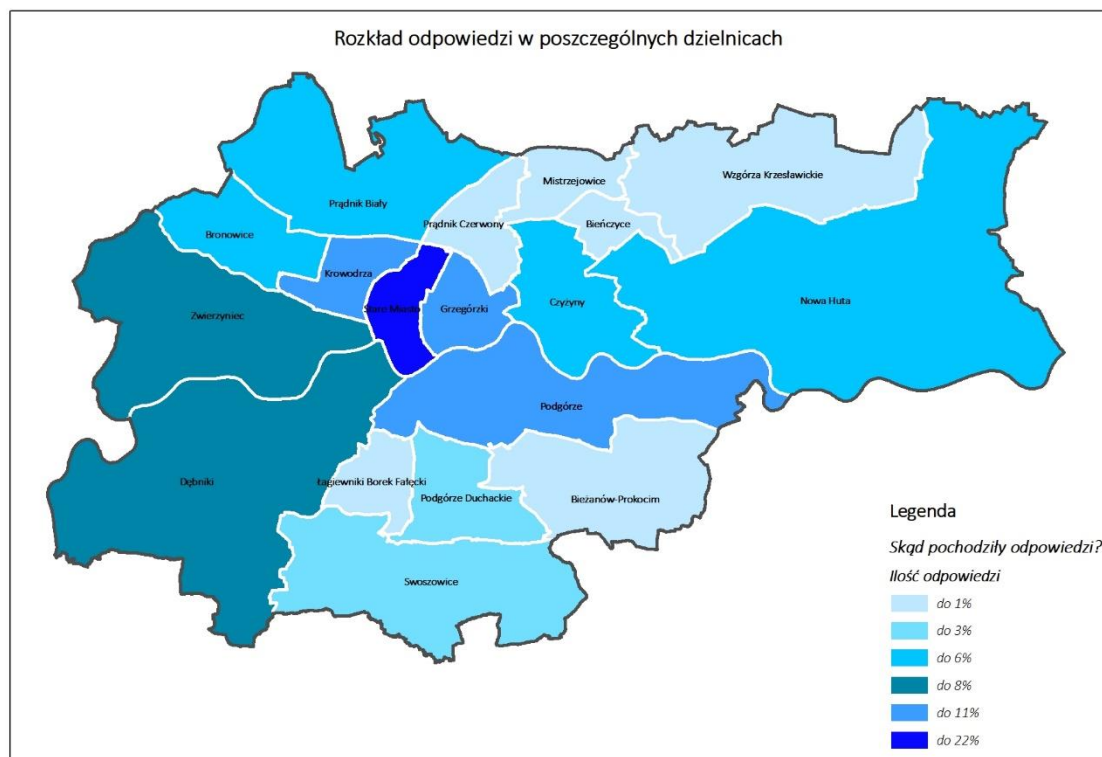 Rozkład odpowiedzi w poszczególnych dzielnicach
Mistrzejowice
Wzgórza Krzesławickie
Prądnik Biały
Prądnik Czerwony
Bieńczyce
Bronowice
Krowodrza
Stare Miasto
Grzegórzki
Czyżyny
Nowa Huta
Zwierzyniec
Podgórze
Dębniki
Łagiewniki Borek Fałęcki
Podgórze Duchackie
Bieżanów-Prokocim
Swoszowice
Legenda
Skąd pochodziły odpowiedzi?
Ilość odpowiedzi
do 1%
do 3%
do 6%
do 8%
do 11%
do 22%